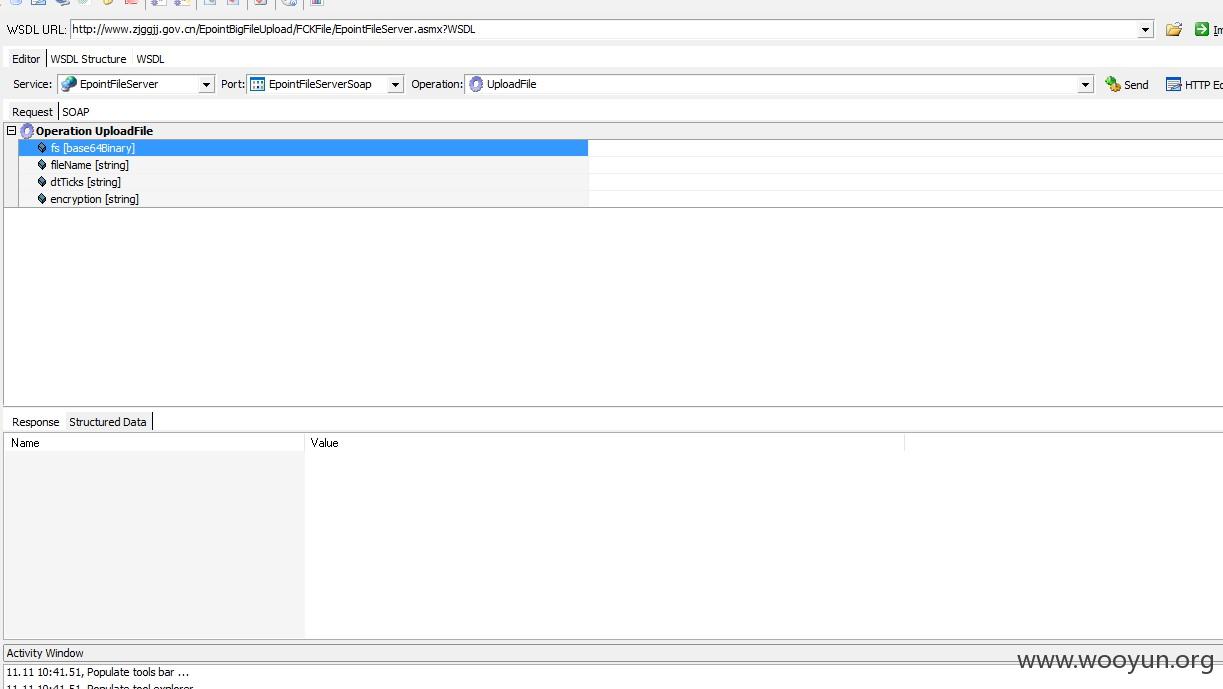 WSDL URL: http://www.zjggjj.gov.cn/EpointBigFileUpload/FCKFile/EpointFileServer.asmx?WSDL
Editor WSDL Structure WSDL
Service: EpointFileServer Port: EpointFileServerSoap Operation: UploadFile Send HTTP
Request SOAP
Operation UploadFile
fs [base64Binary]
fileName [string]
dtTicks [string]
encryption [string]
Response Structured Data
Name Value
Activity Window
www.wooyun.org
11.11 10:41.51, Populate tools bar ...
11.11 10:41.51, Populate tool explorer